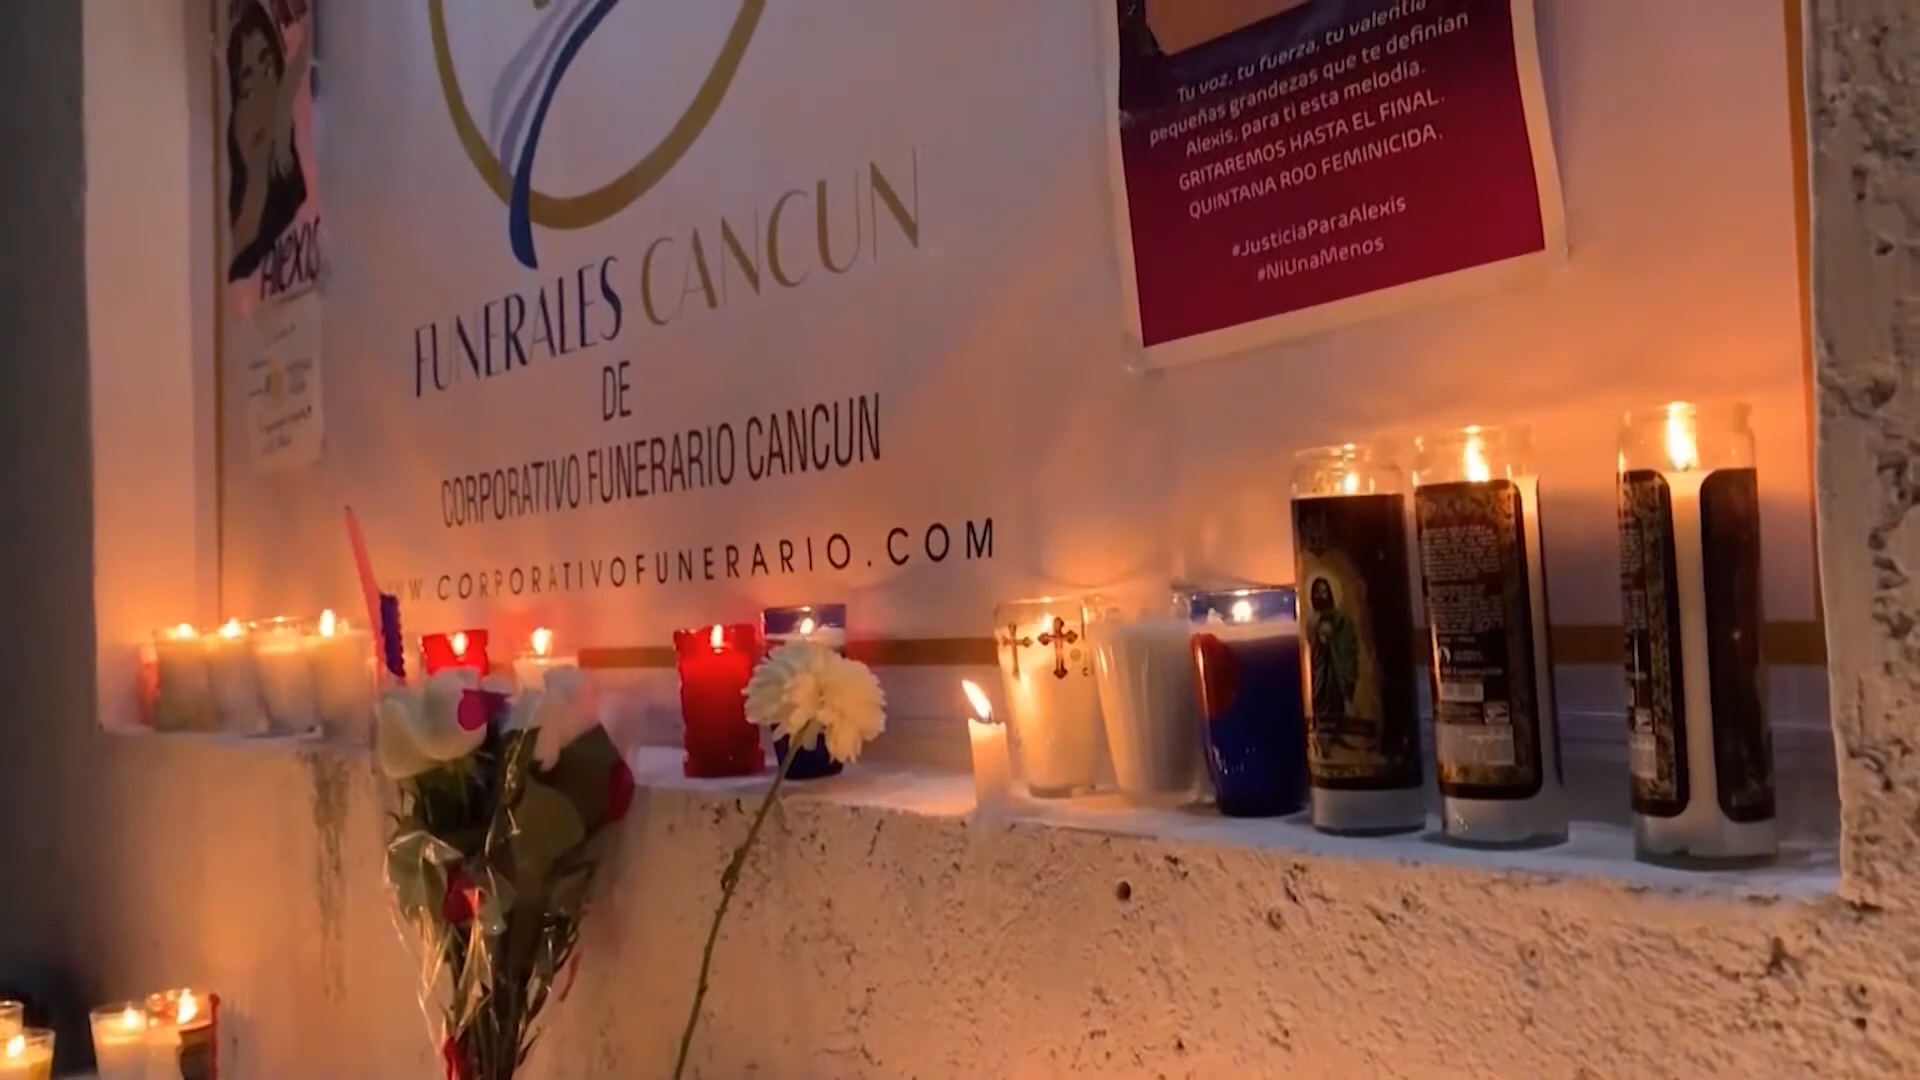 ALEXIS
FUNERALES CANCUN
DE
CORPORATIVO FUNERARIO CANCUN
W.CORPORATIVOFUNERARIO.COM
Tu voz, tu fuerza, tu valentía
pequeñas grandezas que te definían
Alexis, para ti esta melodía.
GRITAREMOS HASTA EL FINAL.
QUINTANA ROO FEMINICIDA.
#JusticiaParaAlexis
#NiUnaMenos